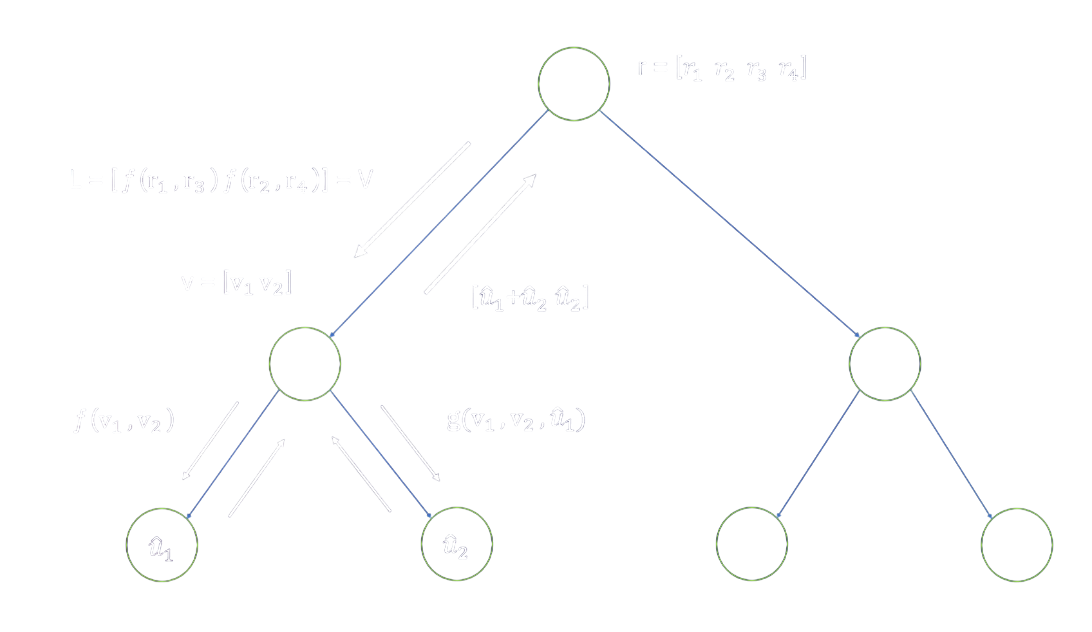 r = [r₁ r₂ r₃ r₄]
l = [f(r₁,r₃) f(r₂,r₄)] = V
v = [v₁ v₂]
[û₁+û₂ û₂]
f(v₁,v₂)
g(v₁,v₂,û₁)
û₁
û₂